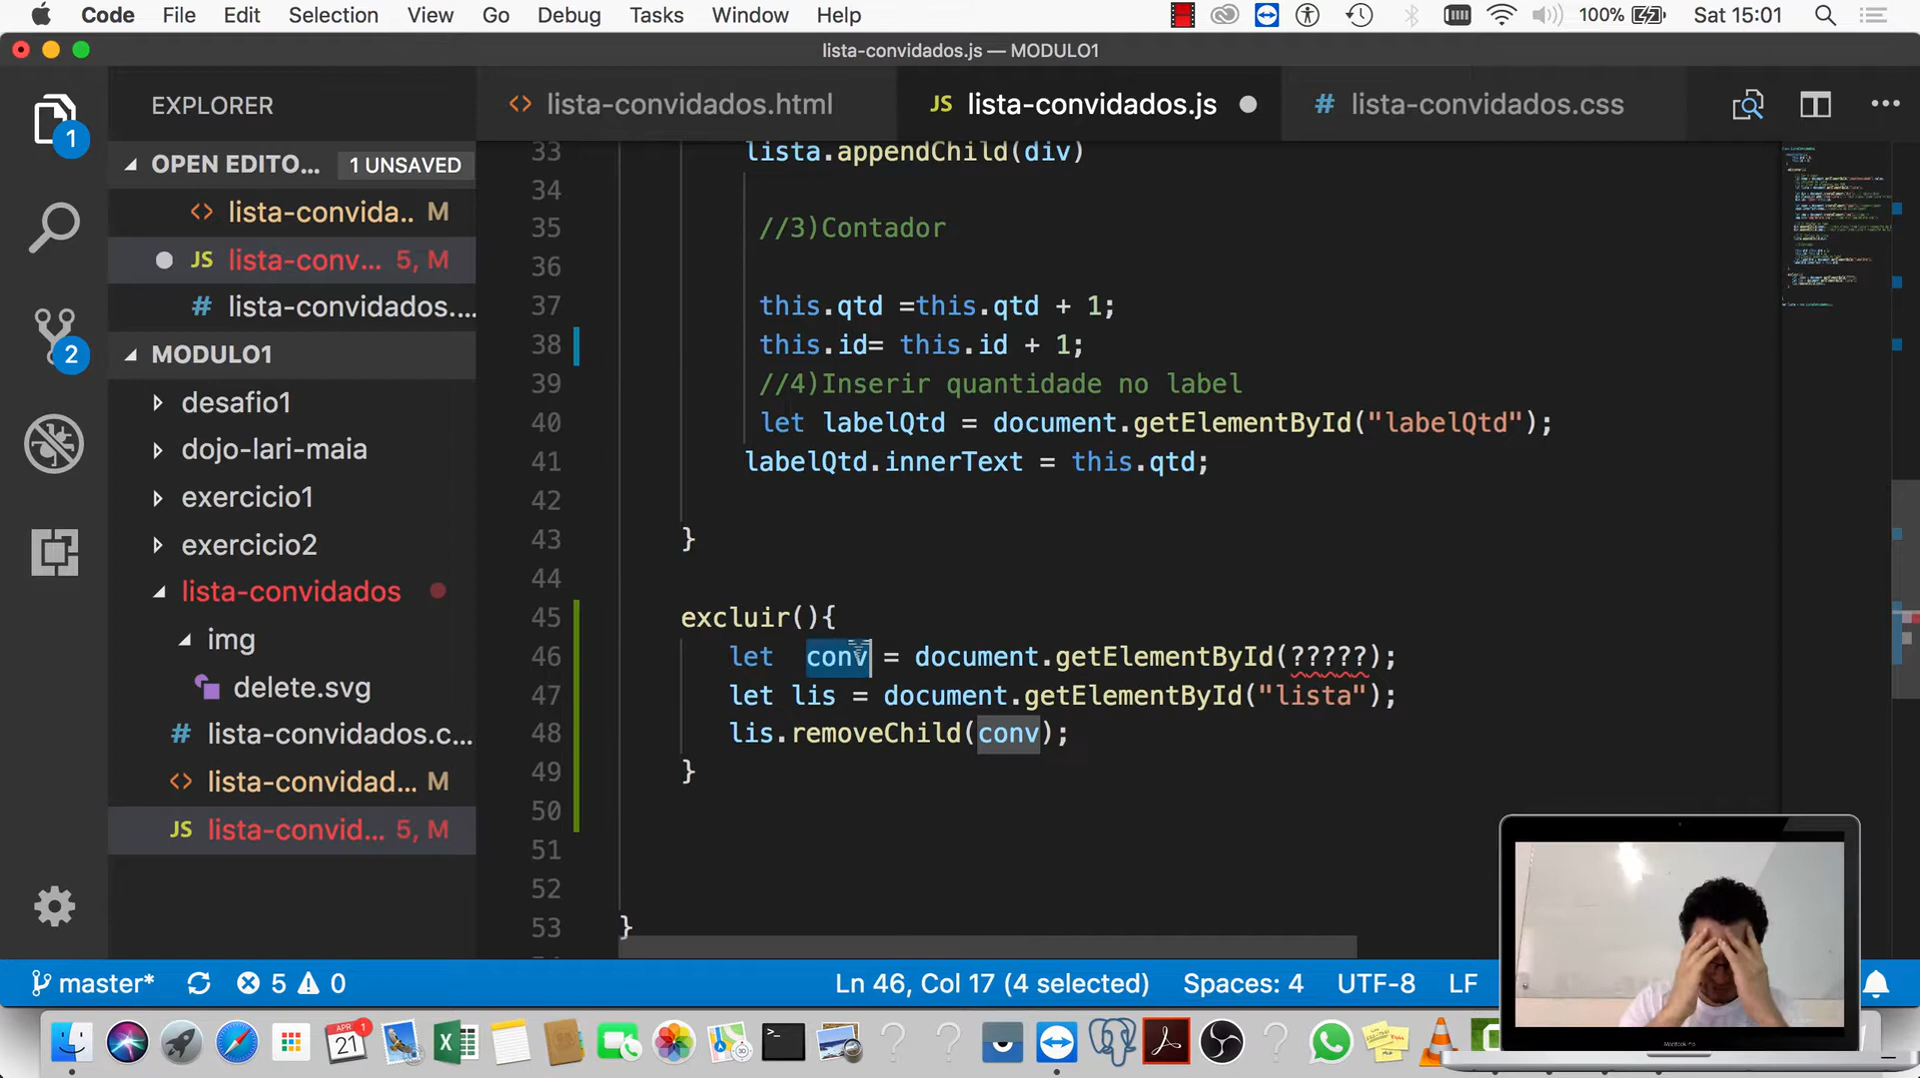 Code File Edit Selection View Go Debug Tasks Window Help 100% Sat 15:01
lista-convidados.js — MODULO1
EXPLORER
<> lista-convidados.html
JS lista-convidados.js
# lista-convidados.css
1
OPEN EDITO... 1 UNSAVED
<> lista-convida.. M
JS lista-conv... 5, M
# lista-convidados....
2
MODULO1
desafio1
dojo-lari-maia
exercicio1
exercicio2
lista-convidados
img
delete.svg
# lista-convidados.c...
<> lista-convidad... M
JS lista-convid... 5, M
33 lista.appendChild(div)
34
35 //3)Contador
36
37 this.qtd =this.qtd + 1;
38 this.id= this.id + 1;
39 //4)Inserir quantidade no label
40 let labelQtd = document.getElementById("labelQtd");
41 labelQtd.innerText = this.qtd;
42
43 }
44
45 excluir(){
46 let conv = document.getElementById(?????);
47 let lis = document.getElementById("lista");
48 lis.removeChild(conv);
49 }
50
51
52
53 }
master* 5 0 Ln 46, Col 17 (4 selected) Spaces: 4 UTF-8 LF
APR 21
1